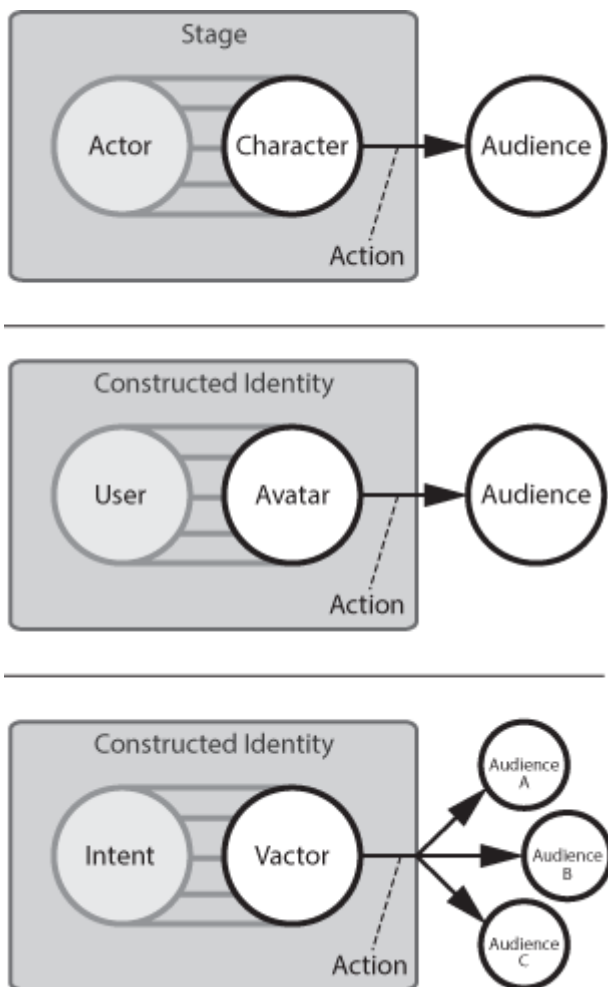 Stage
Actor
Character
Audience
Action
Constructed Identity
User
Avatar
Audience
Action
Constructed Identity
Audience
A
Intent
Vactor
Audience
B
Audience
C
Action